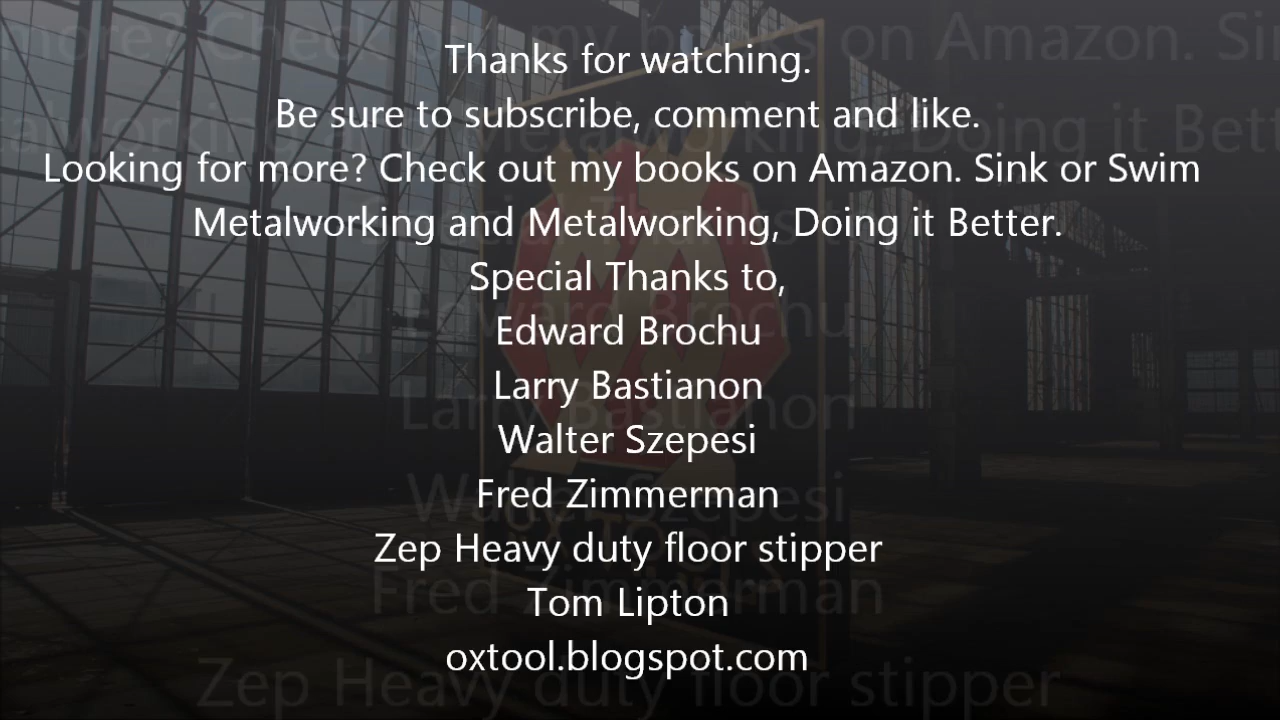 Thanks for watching.
Be sure to subscribe, comment and like.
Looking for more? Check out my books on Amazon. Sink or Swim
Metalworking and Metalworking, Doing it Better.
Special Thanks to,
Edward Brochu
Larry Bastianon
Walter Szepesi
Fred Zimmerman
Zep Heavy duty floor stipper
Tom Lipton
oxtool.blogspot.com